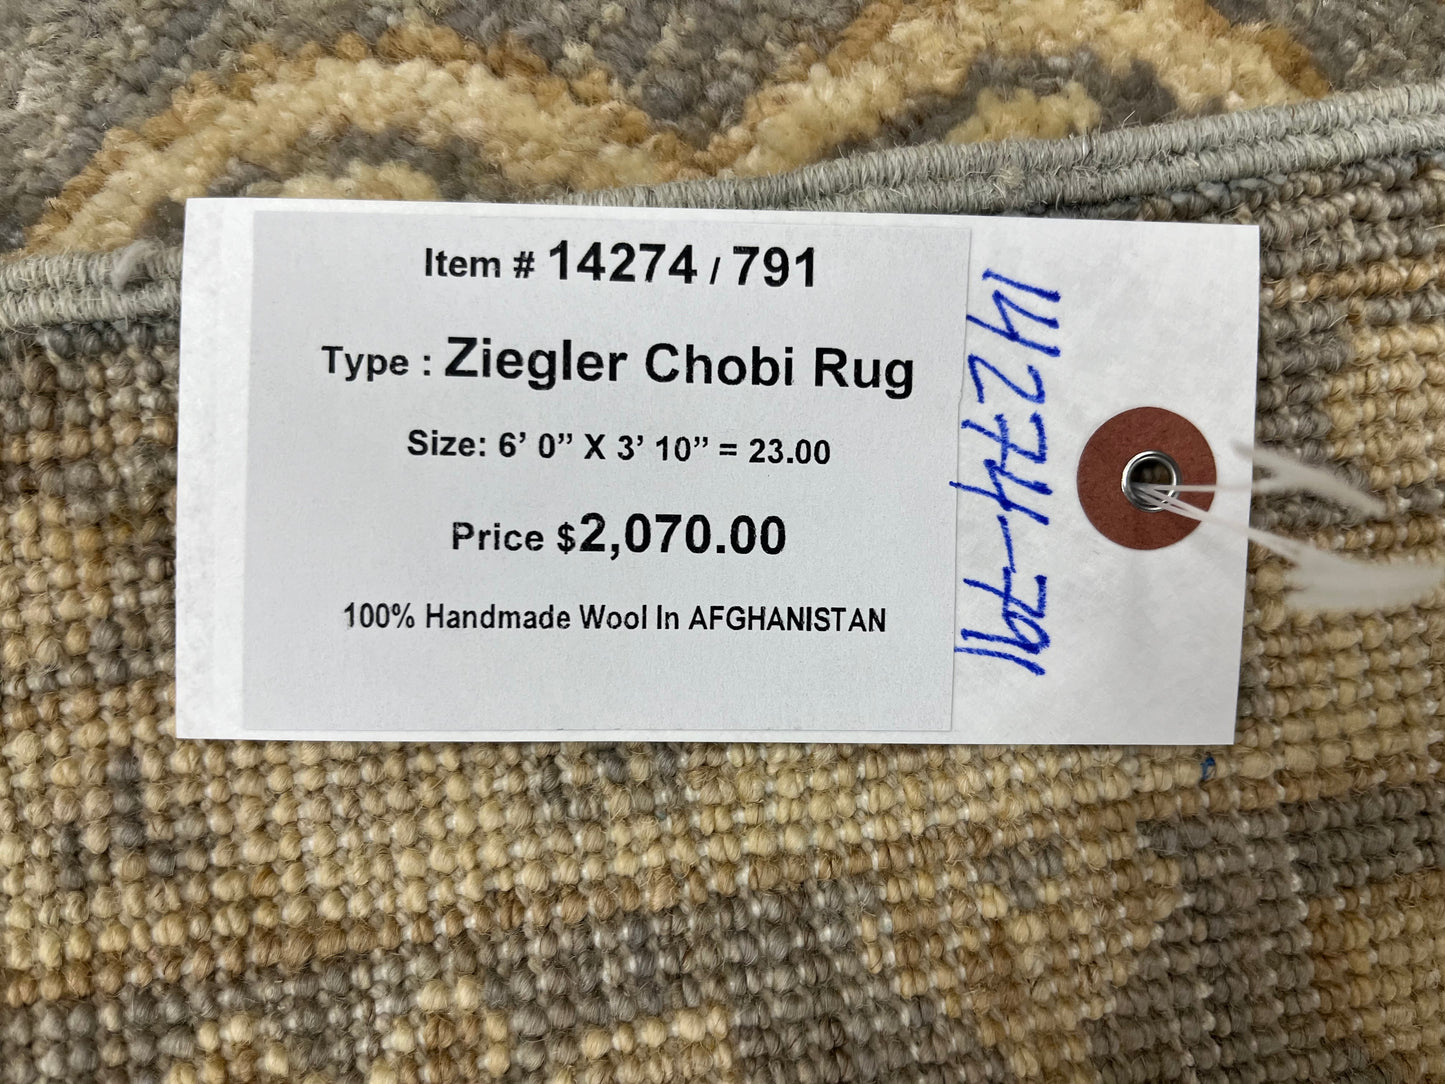 Item # 14274 / 791
Type : Ziegler Chobi Rug
Size: 6’ 0” X 3’ 10” = 23.00
Price $2,070.00
100% Handmade Wool In AFGHANISTAN
14274-791